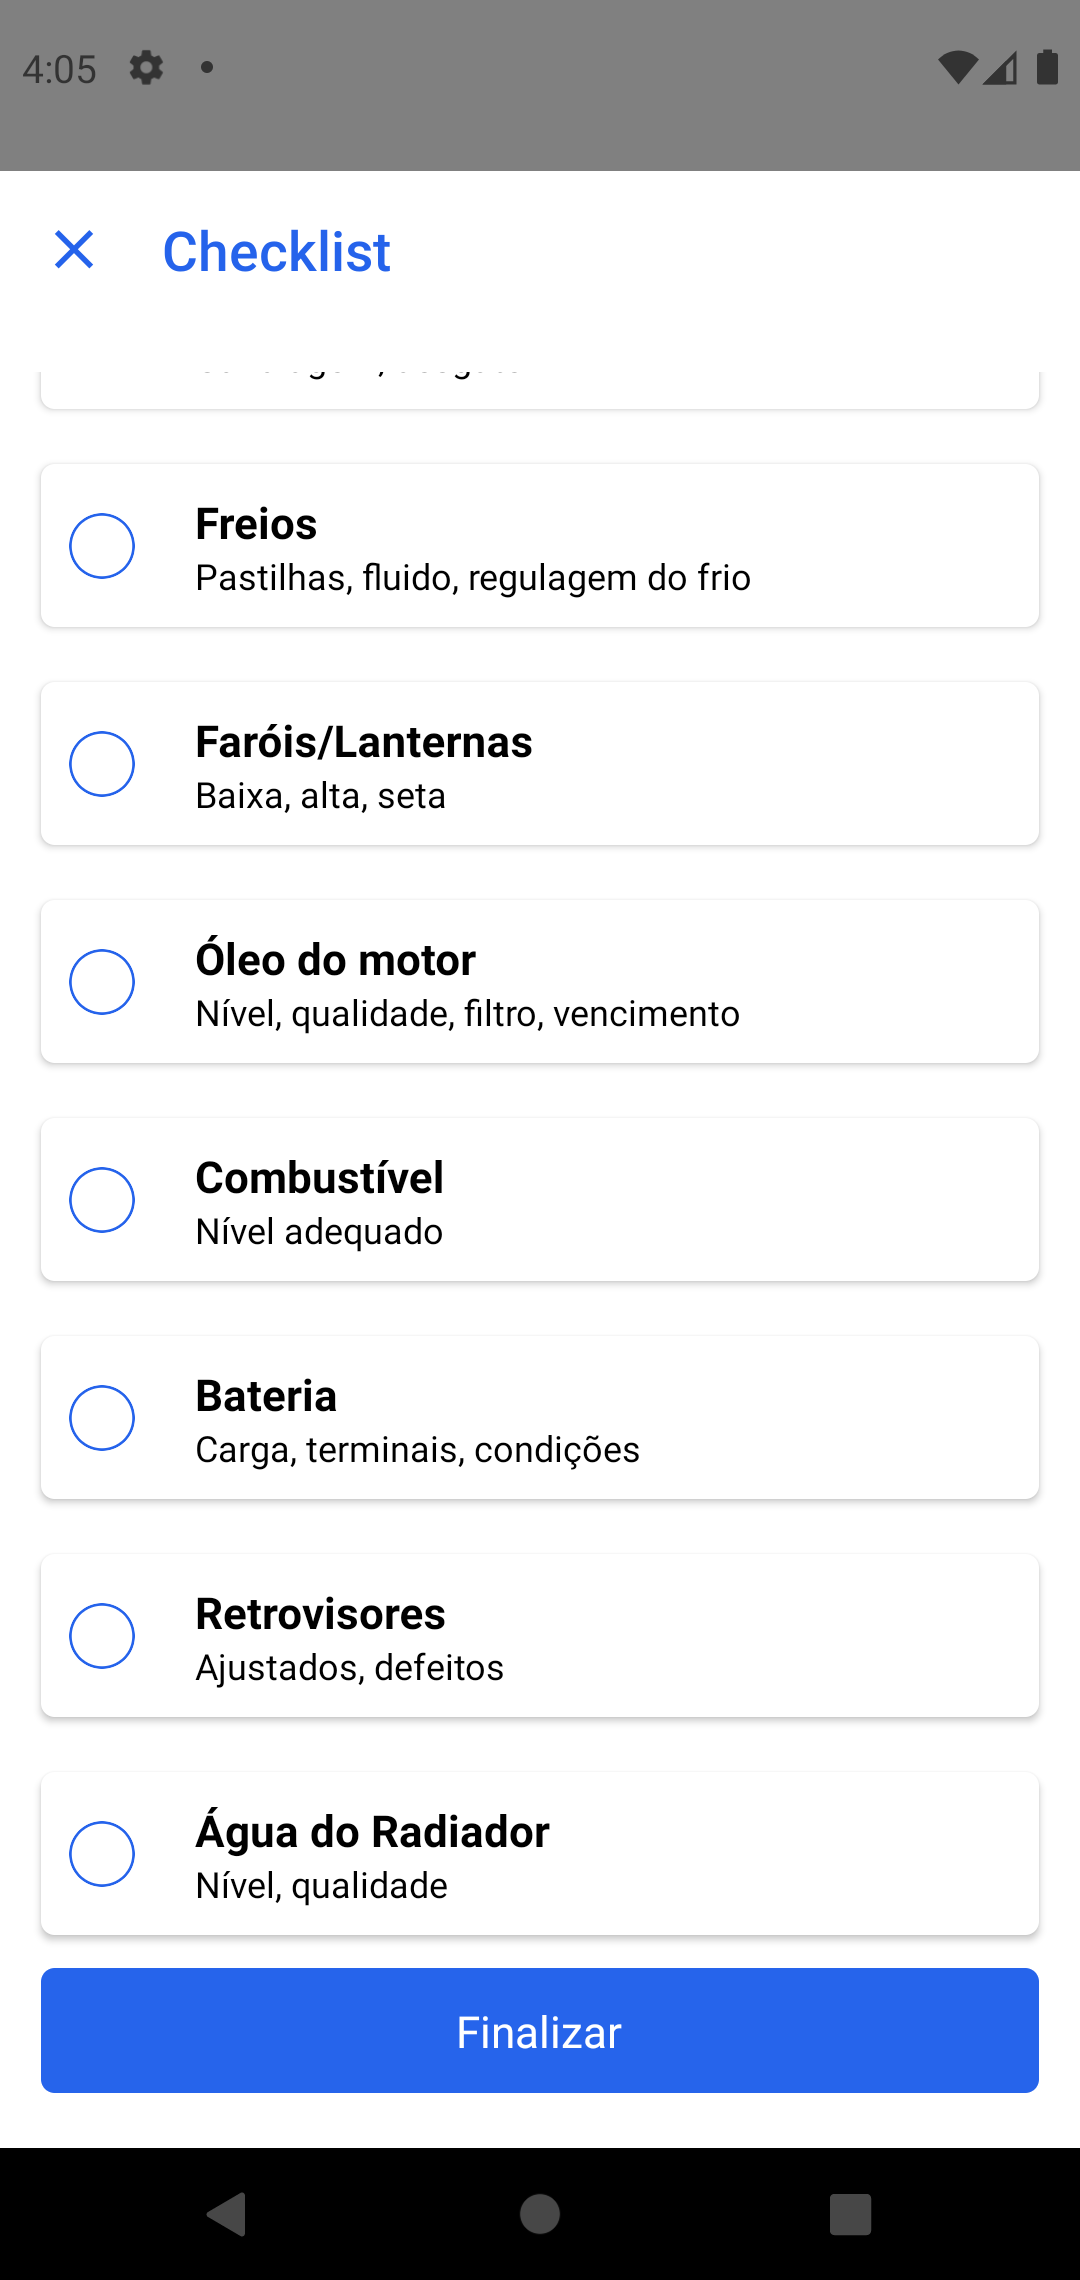 4:05
Checklist
Freios
Pastilhas, fluido, regulagem do frio
Faróis/Lanternas
Baixa, alta, seta
Óleo do motor
Nível, qualidade, filtro, vencimento
Combustível
Nível adequado
Bateria
Carga, terminais, condições
Retrovisores
Ajustados, defeitos
Água do Radiador
Nível, qualidade
Finalizar